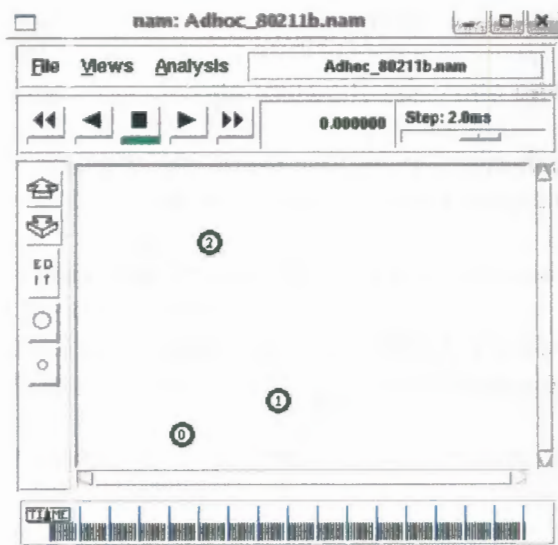 nam: Adhoc_80211b.nam
File Views Analysis Adhoc_80211b.nam
0.000000 Step: 2.0ms
ED
IT
2
1
0
TIME